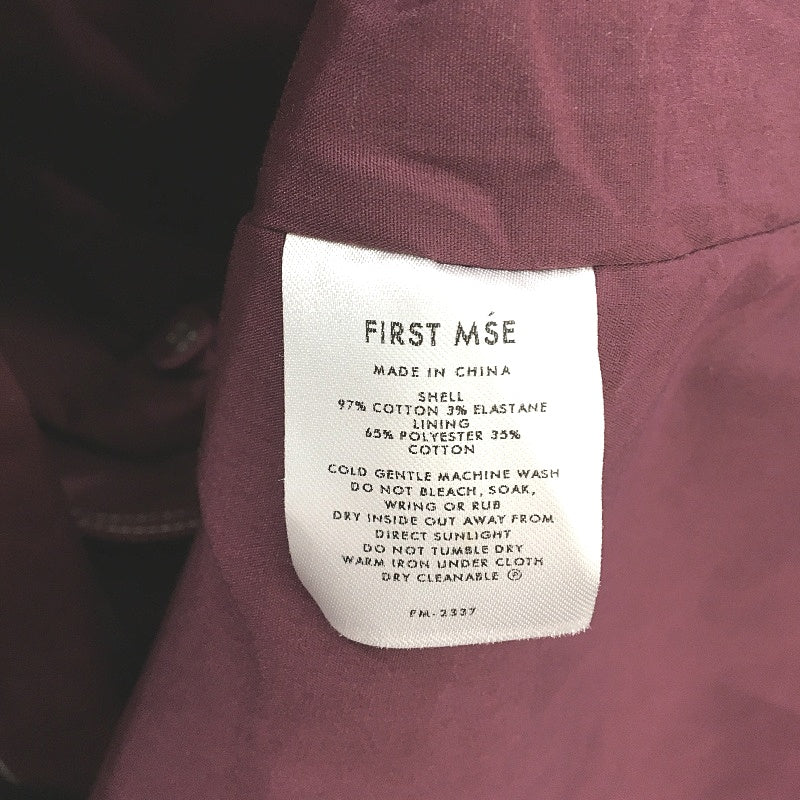 FIRST MŚE
MADE IN CHINA
SHELL
97% COTTON 3% ELASTANE
LINING
65% POLYESTER 35%
COTTON
COLD GENTLE MACHINE WASH
DO NOT BLEACH, SOAK,
WRING OR RUB
DRY INSIDE OUT AWAY FROM
DIRECT SUNLIGHT
DO NOT TUMBLE DRY
WARM IRON UNDER CLOTH
DRY CLEANABLE Ⓟ
FM-2337